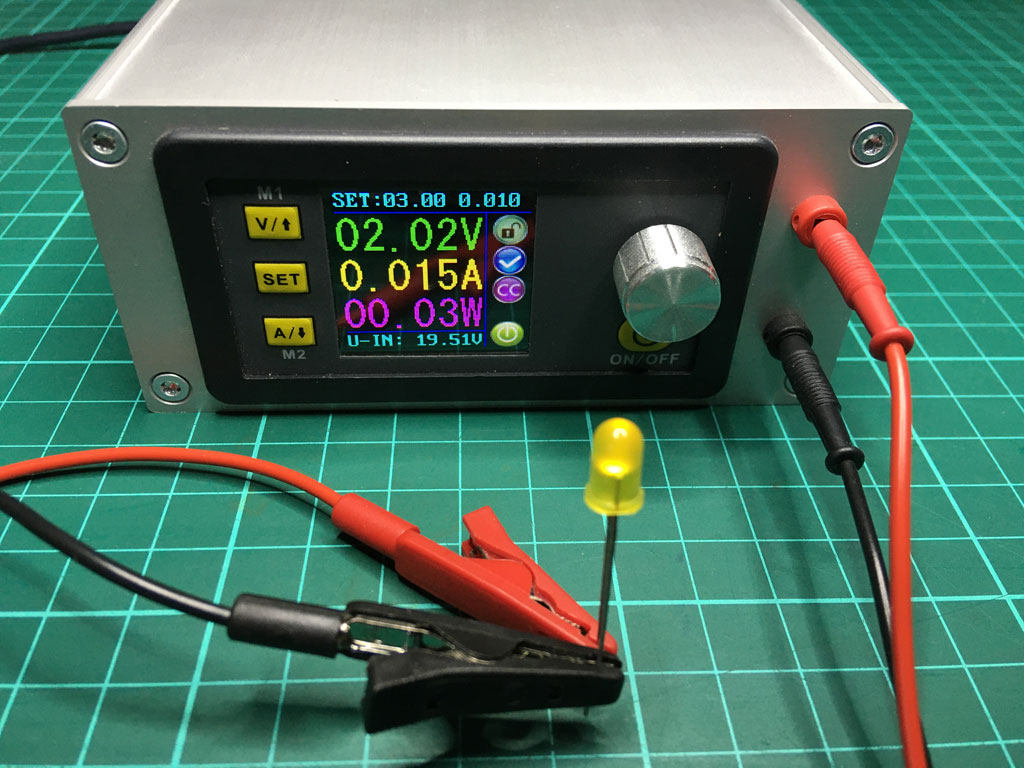 M1
V/⬆
SET
A/⬇
M2
SET:03.00 0.010
02.02V
0.015A
00.03W
CC
U-IN: 19.51V
ON/OFF